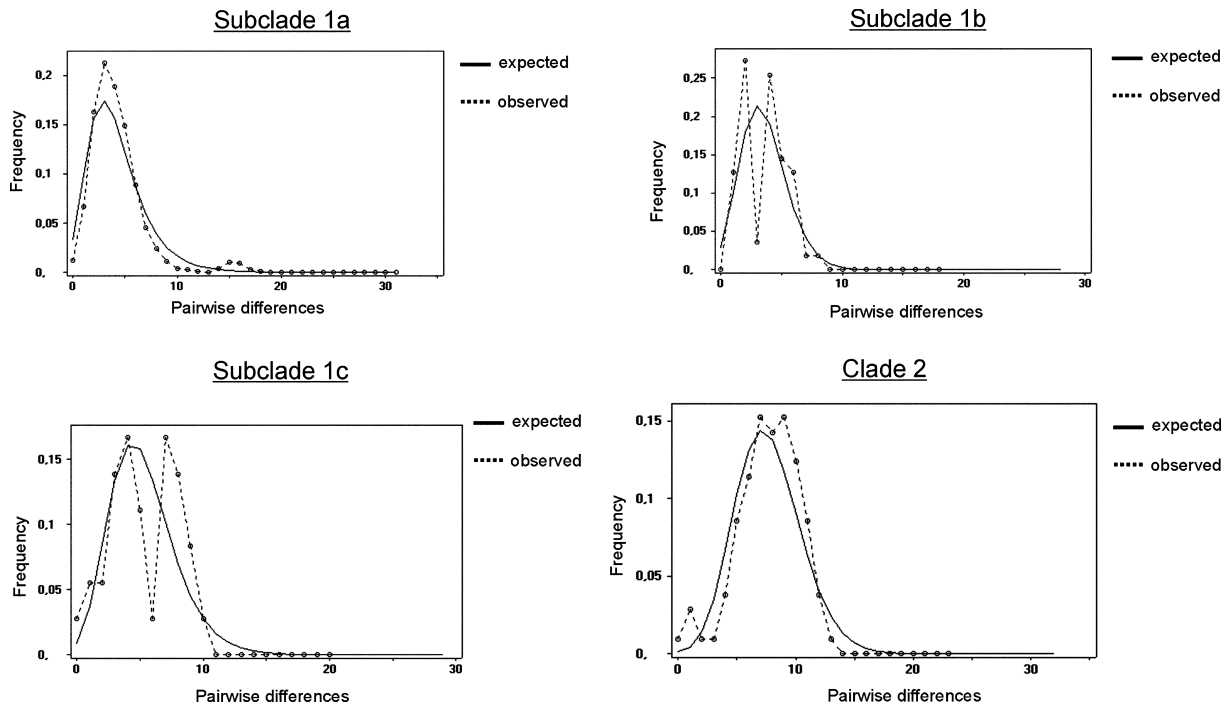 Subclade 1a
expected
observed
Frequency
0,2
0,15
0,1
0,05
0,
0 10 20 30
Pairwise differences
Subclade 1b
expected
observed
Frequency
0,25
0,2
0,15
0,1
0,05
0,
0 10 20 30
Pairwise differences
Subclade 1c
expected
observed
Frequency
0,15
0,1
0,05
0,
0 10 20 30
Pairwise differences
Clade 2
expected
observed
Frequency
0,15
0,1
0,05
0,
0 10 20 30
Pairwise differences